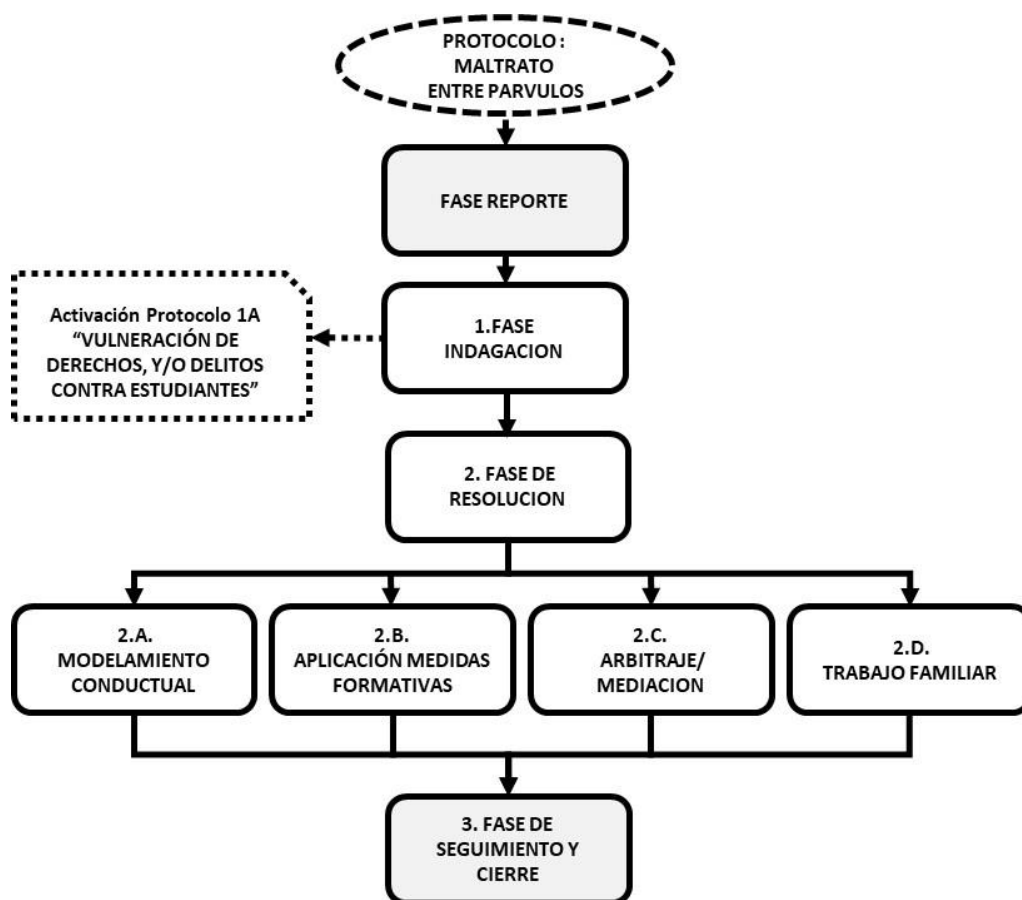 PROTOCOLO :
MALTRATO
ENTRE PARVULOS
FASE REPORTE
Activación Protocolo 1A
“VULNERACIÓN DE
DERECHOS, Y/O DELITOS
CONTRA ESTUDIANTES”
1.FASE
INDAGACION
2. FASE DE
RESOLUCION
2.A.
MODELAMIENTO
CONDUCTUAL
2.B.
APLICACIÓN MEDIDAS
FORMATIVAS
2.C.
ARBITRAJE/
MEDIACION
2.D.
TRABAJO FAMILIAR
3. FASE DE
SEGUIMIENTO Y
CIERRE